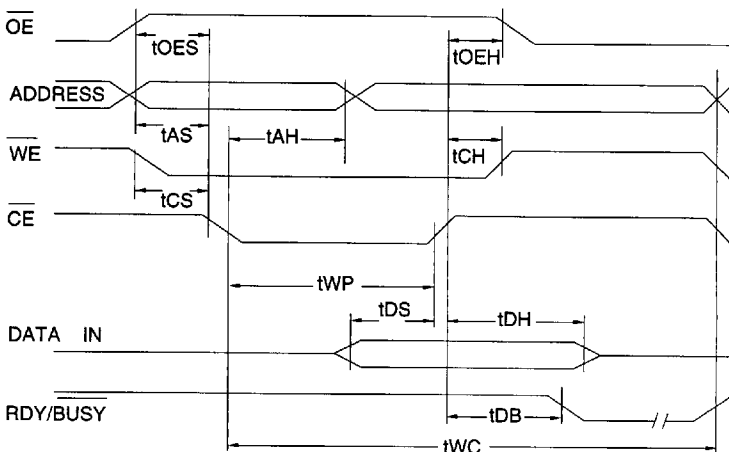 OE
tOES
tOEH
ADDRESS
tAS
tAH
tCH
WE
tCS
CE
tWP
tDS
tDH
DATA IN
RDY/BUSY
tDB
tWC